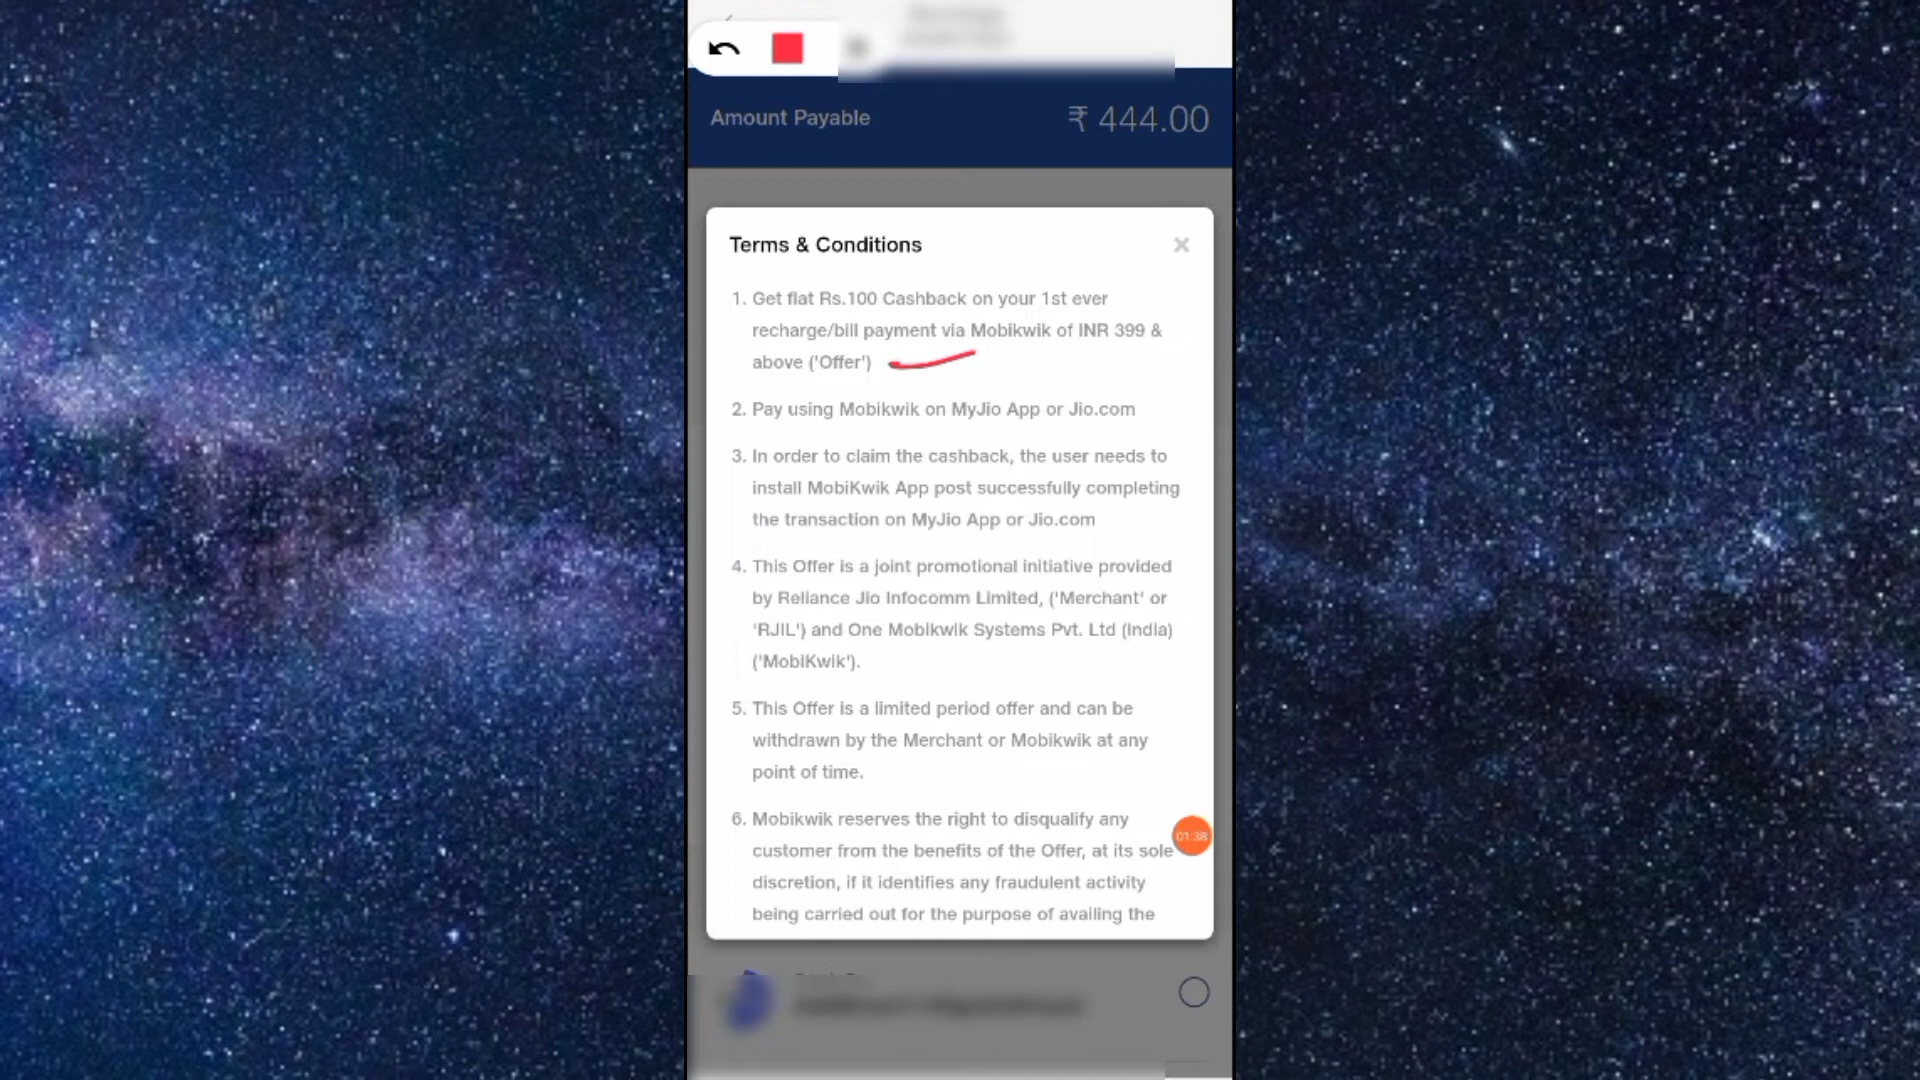 Amount Payable ₹ 444.00
Terms & Conditions
1. Get flat Rs.100 Cashback on your 1st ever
recharge/bill payment via Mobikwik of INR 399 &
above ('Offer')
2. Pay using Mobikwik on MyJio App or Jio.com
3. In order to claim the cashback, the user needs to
install MobiKwik App post successfully completing
the transaction on MyJio App or Jio.com
4. This Offer is a joint promotional initiative provided
by Reliance Jio Infocomm Limited, ('Merchant' or
'RJIL') and One Mobikwik Systems Pvt. Ltd (India)
('MobiKwik').
5. This Offer is a limited period offer and can be
withdrawn by the Merchant or Mobikwik at any
point of time.
6. Mobikwik reserves the right to disqualify any
01:38
customer from the benefits of the Offer, at its sole
discretion, if it identifies any fraudulent activity
being carried out for the purpose of availing the